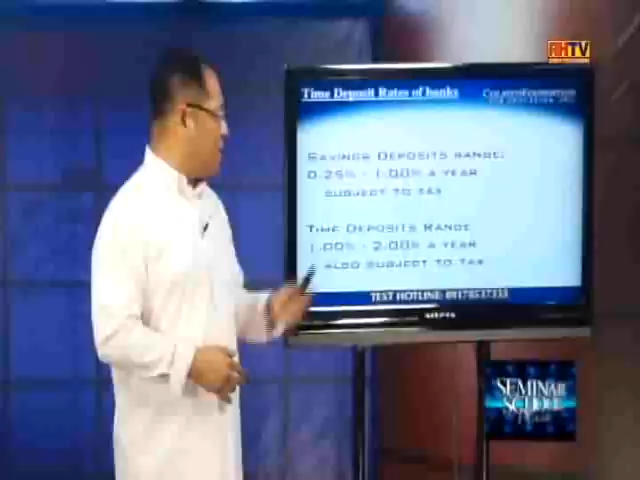 RHTV
Time Deposit Rates of banks
SAVINGS DEPOSITS RANGE:
0.25% - 1.00% A YEAR
SUBJECT TO TAX
TIME DEPOSITS RANGE
1.00% - 2.00% A YEAR
ALSO SUBJECT TO TAX
TEXT HOTLINE:
SEMINAR
SCHOOL